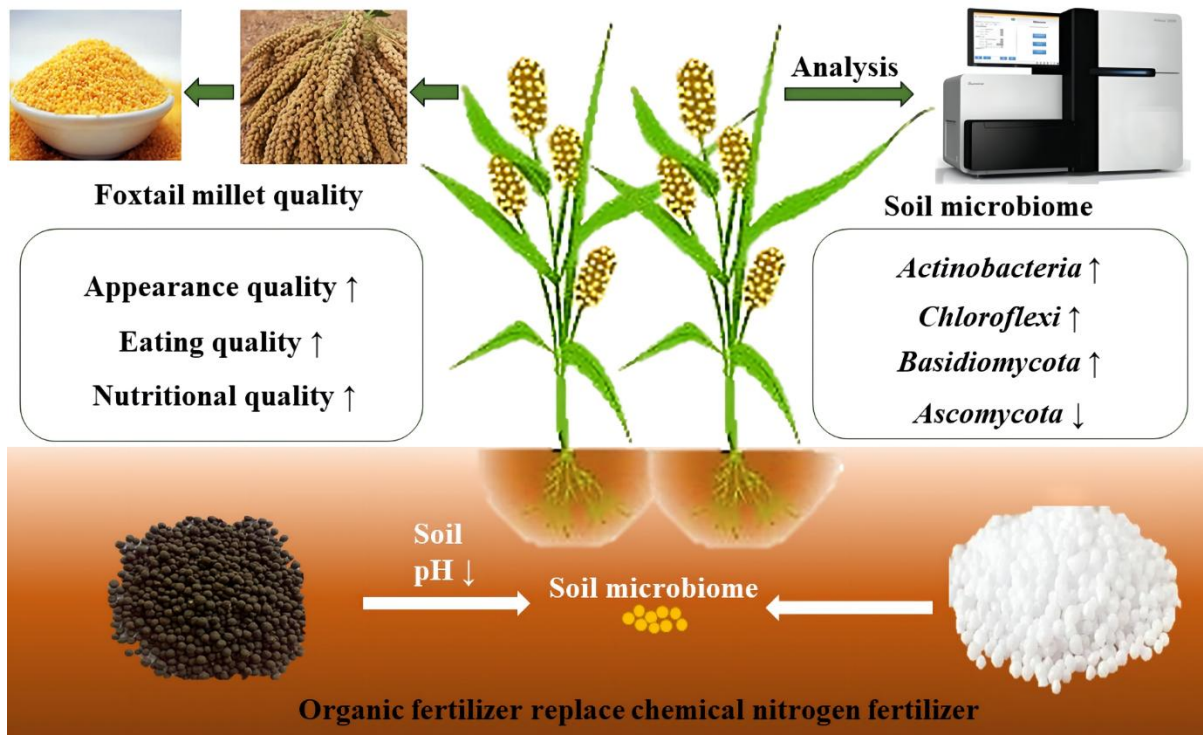 Analysis
Foxtail millet quality
Soil microbiome
Appearance quality ↑
Eating quality ↑
Nutritional quality ↑
Actinobacteria ↑
Chloroflexi ↑
Basidiomycota ↑
Ascomycota ↓
Soil
pH ↓
Soil microbiome
Organic fertilizer replace chemical nitrogen fertilizer